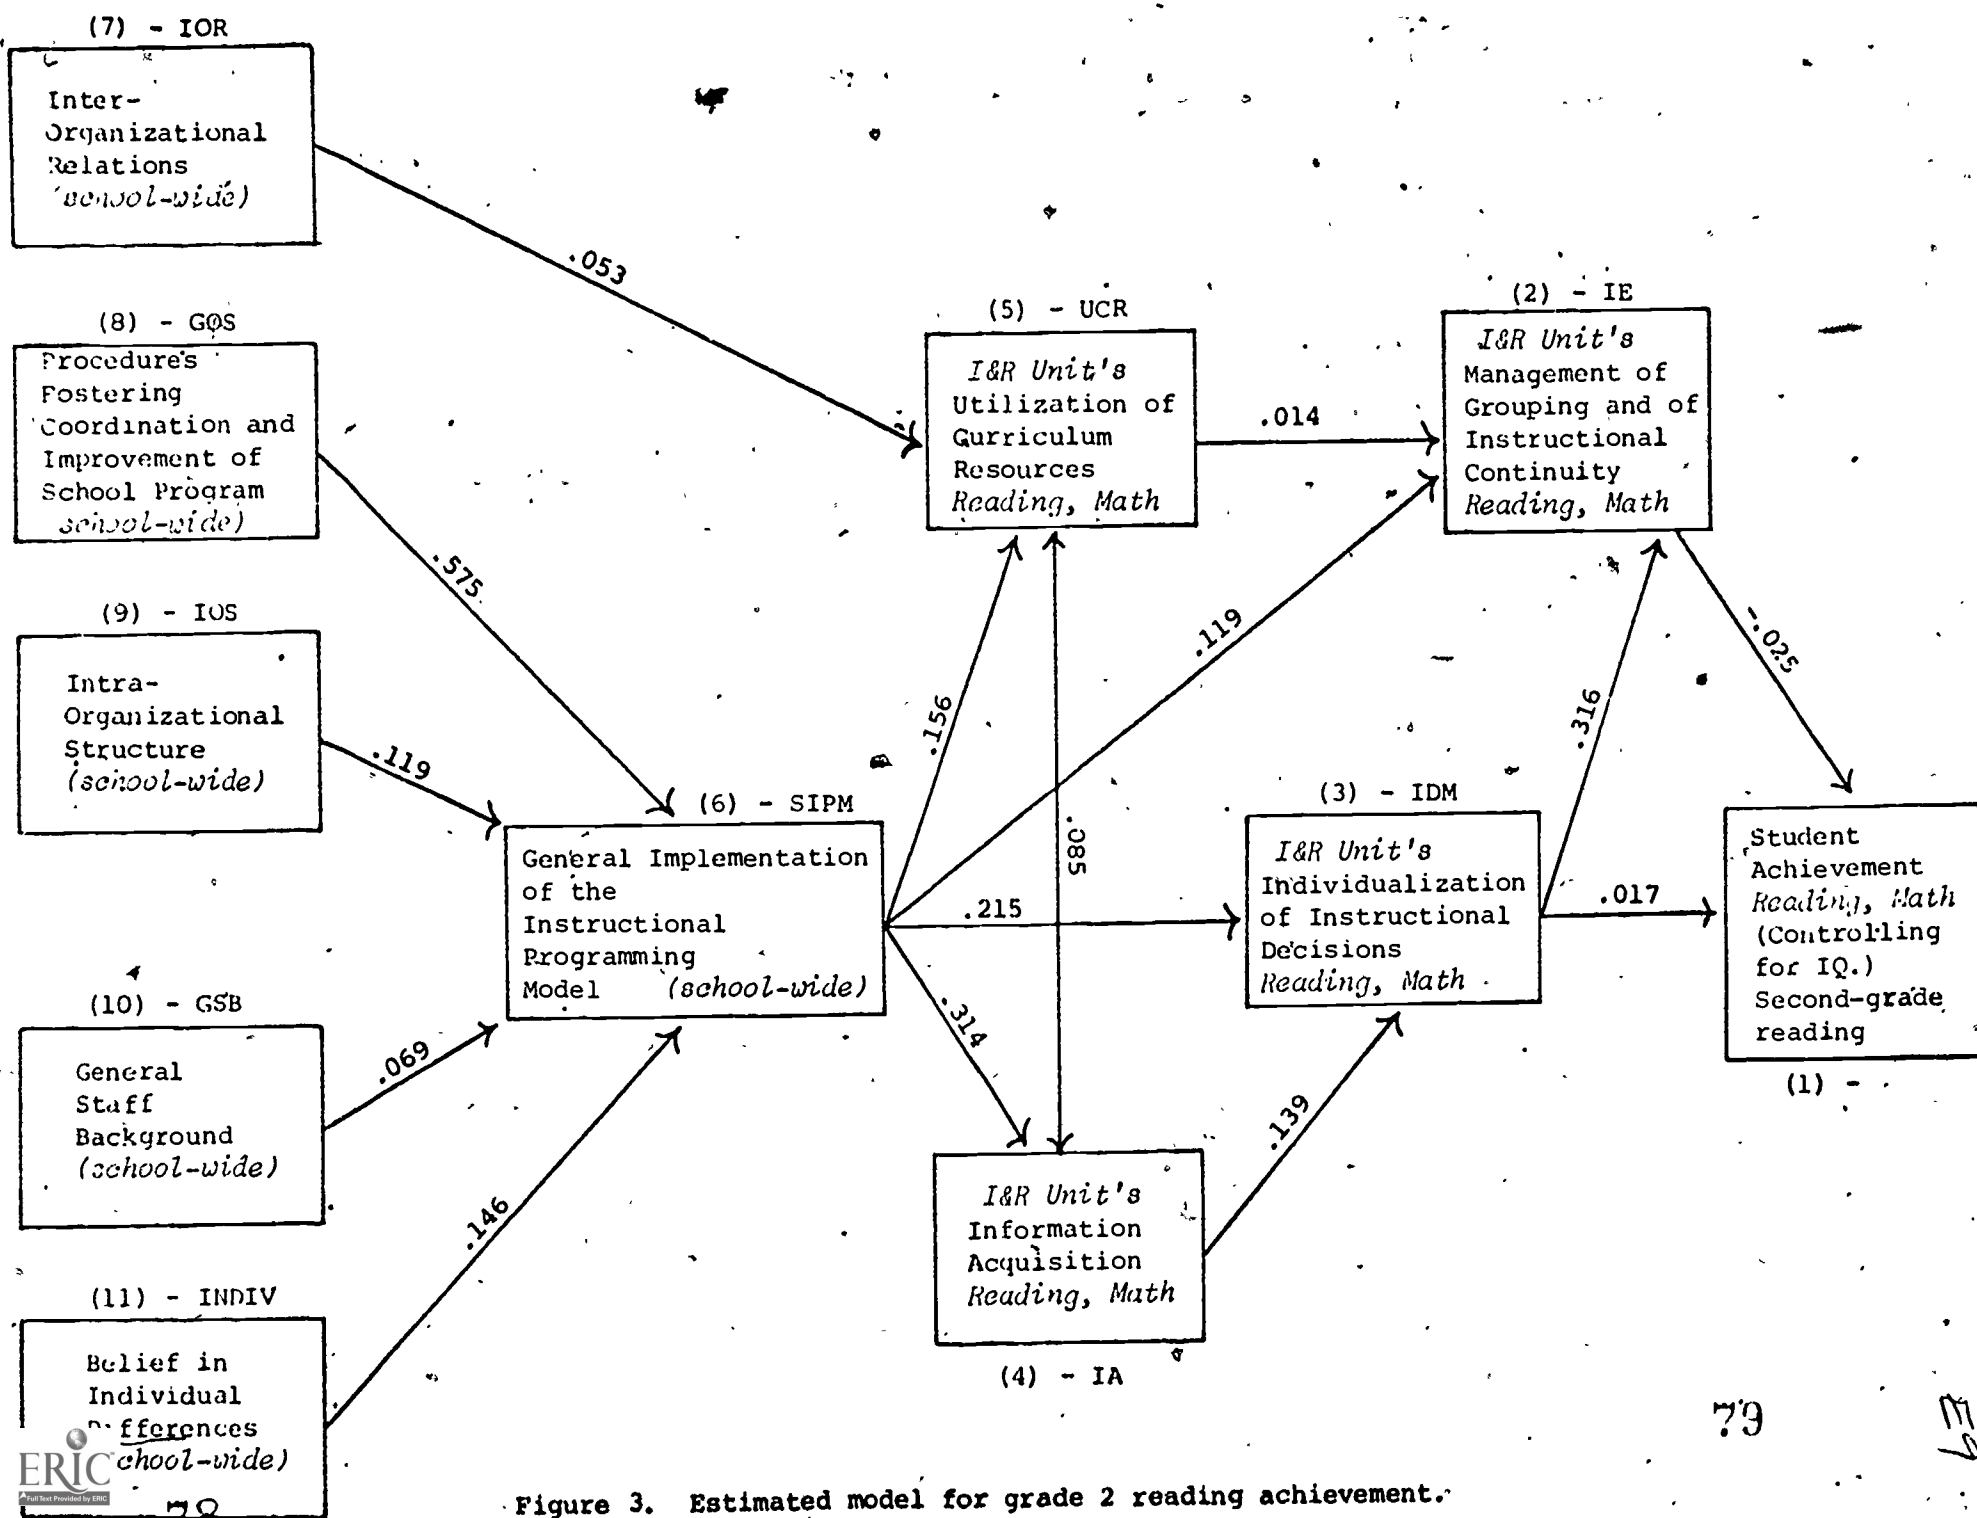 (7) - IOR
Inter-
Organizational
Relations
(school-wide)
.053
(8) - GOS
Procedures
Fostering
Coordination and
Improvement of
School Program
school-wide)
.575
(9) - IOS
Intra-
Organizational
Structure
(school-wide)
.119
(10) - GSB
General
Staff
Background
(school-wide)
.069
(11) - INDIV
Belief in
Individual
Differences
chool-wide)
.146
(6) - SIPM
General Implementation
of the
Instructional
Programming
Model (school-wide)
.156
.119
.215
.314
.085
(5) - UCR
I&R Unit's
Utilization of
Curriculum
Resources
Reading, Math
.014
(2) - IE
I&R Unit's
Management of
Grouping and of
Instructional
Continuity
Reading, Math
-.025
(3) - IDM
I&R Unit's
Individualization
of Instructional
Decisions
Reading, Math
.316
.017
(4) - IA
I&R Unit's
Information
Acquisition
Reading, Math
.139
Student
Achievement
Reading, Math
(Controlling
for IQ.)
Second-grade
reading
(1) -
79
ERIC
Full Text Provided by ERIC
Figure 3. Estimated model for grade 2 reading achievement.